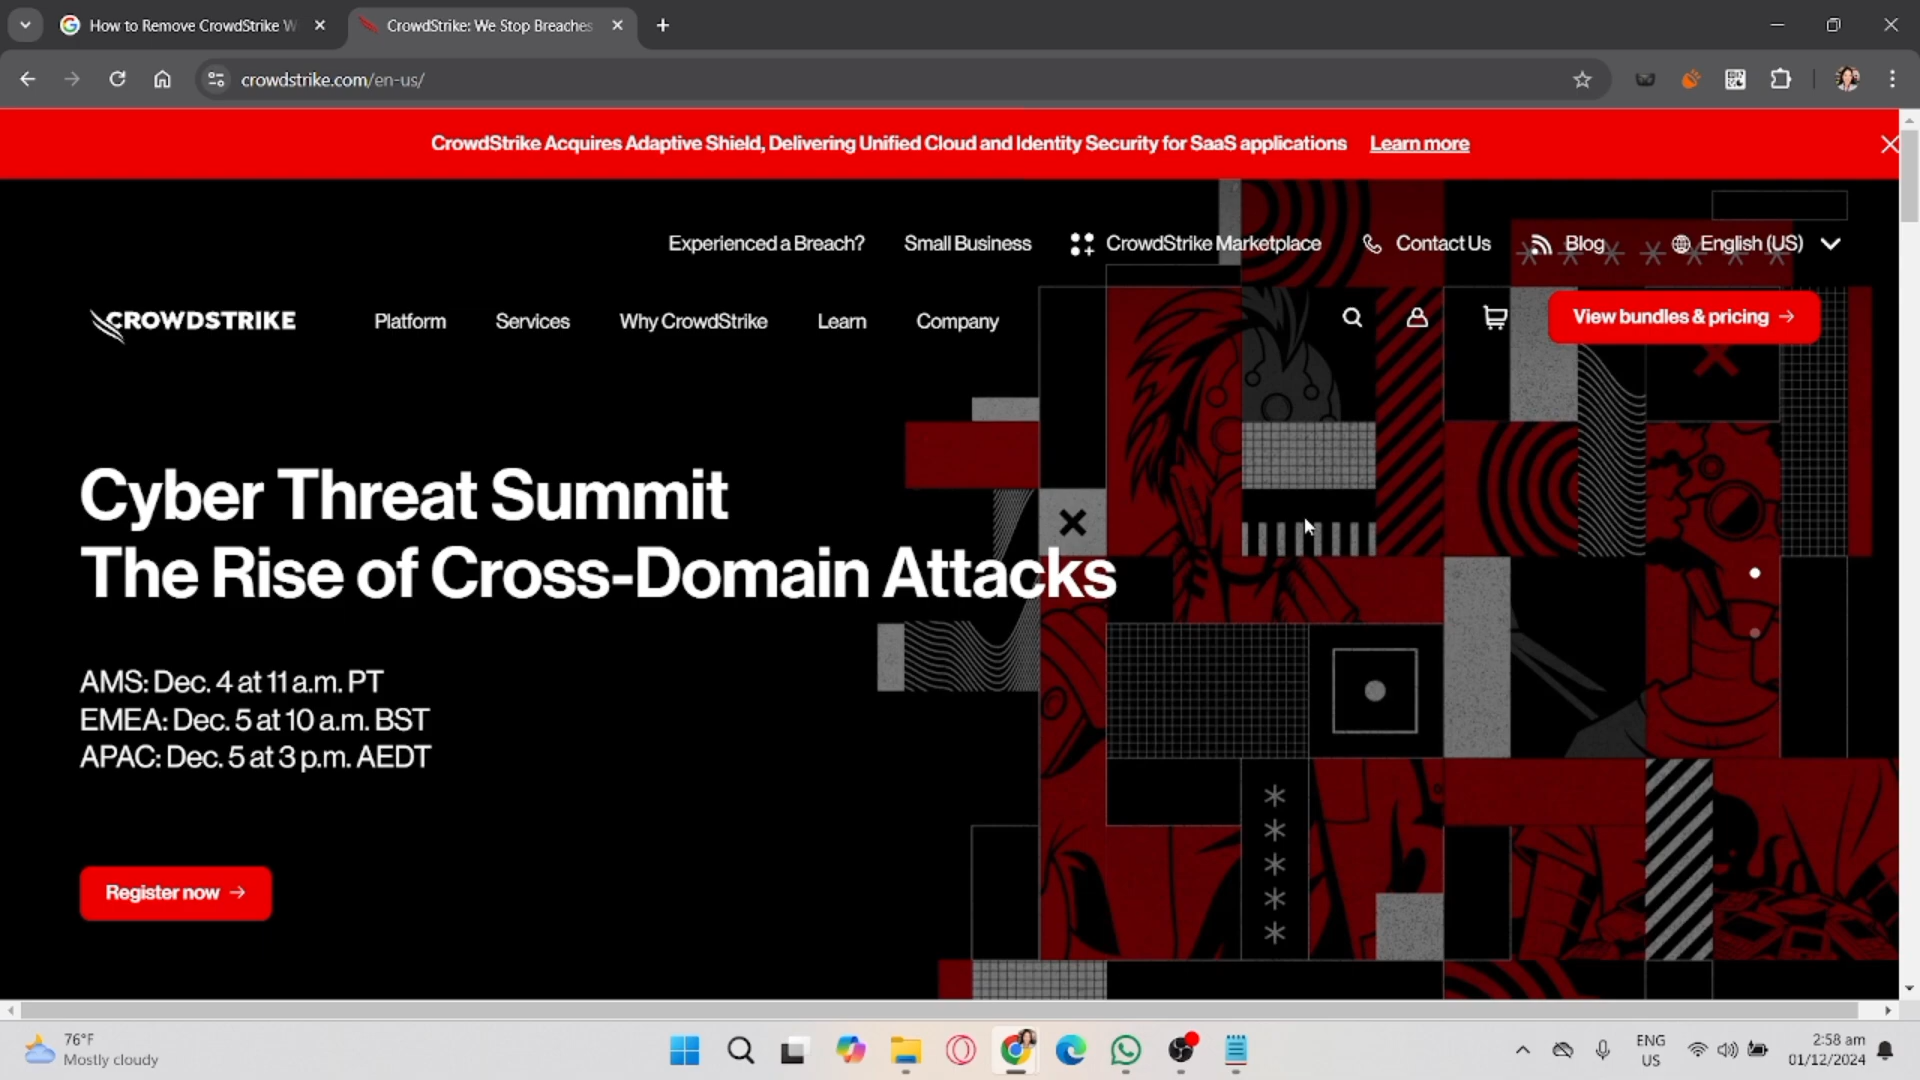 How to Remove CrowdStrike W
CrowdStrike: We Stop Breaches
crowdstrike.com/en-us/
CrowdStrike Acquires Adaptive Shield, Delivering Unified Cloud and Identity Security for SaaS applications Learn more
Experienced a Breach? Small Business CrowdStrike Marketplace Contact Us Blog English (US)
CROWDSTRIKE Platform Services Why CrowdStrike Learn Company View bundles & pricing →
Cyber Threat Summit
The Rise of Cross-Domain Attacks
AMS: Dec. 4 at 11 a.m. PT
EMEA: Dec. 5 at 10 a.m. BST
APAC: Dec. 5 at 3 p.m. AEDT
Register now →
76°F
Mostly cloudy
ENG
US
2:58 am
01/12/2024